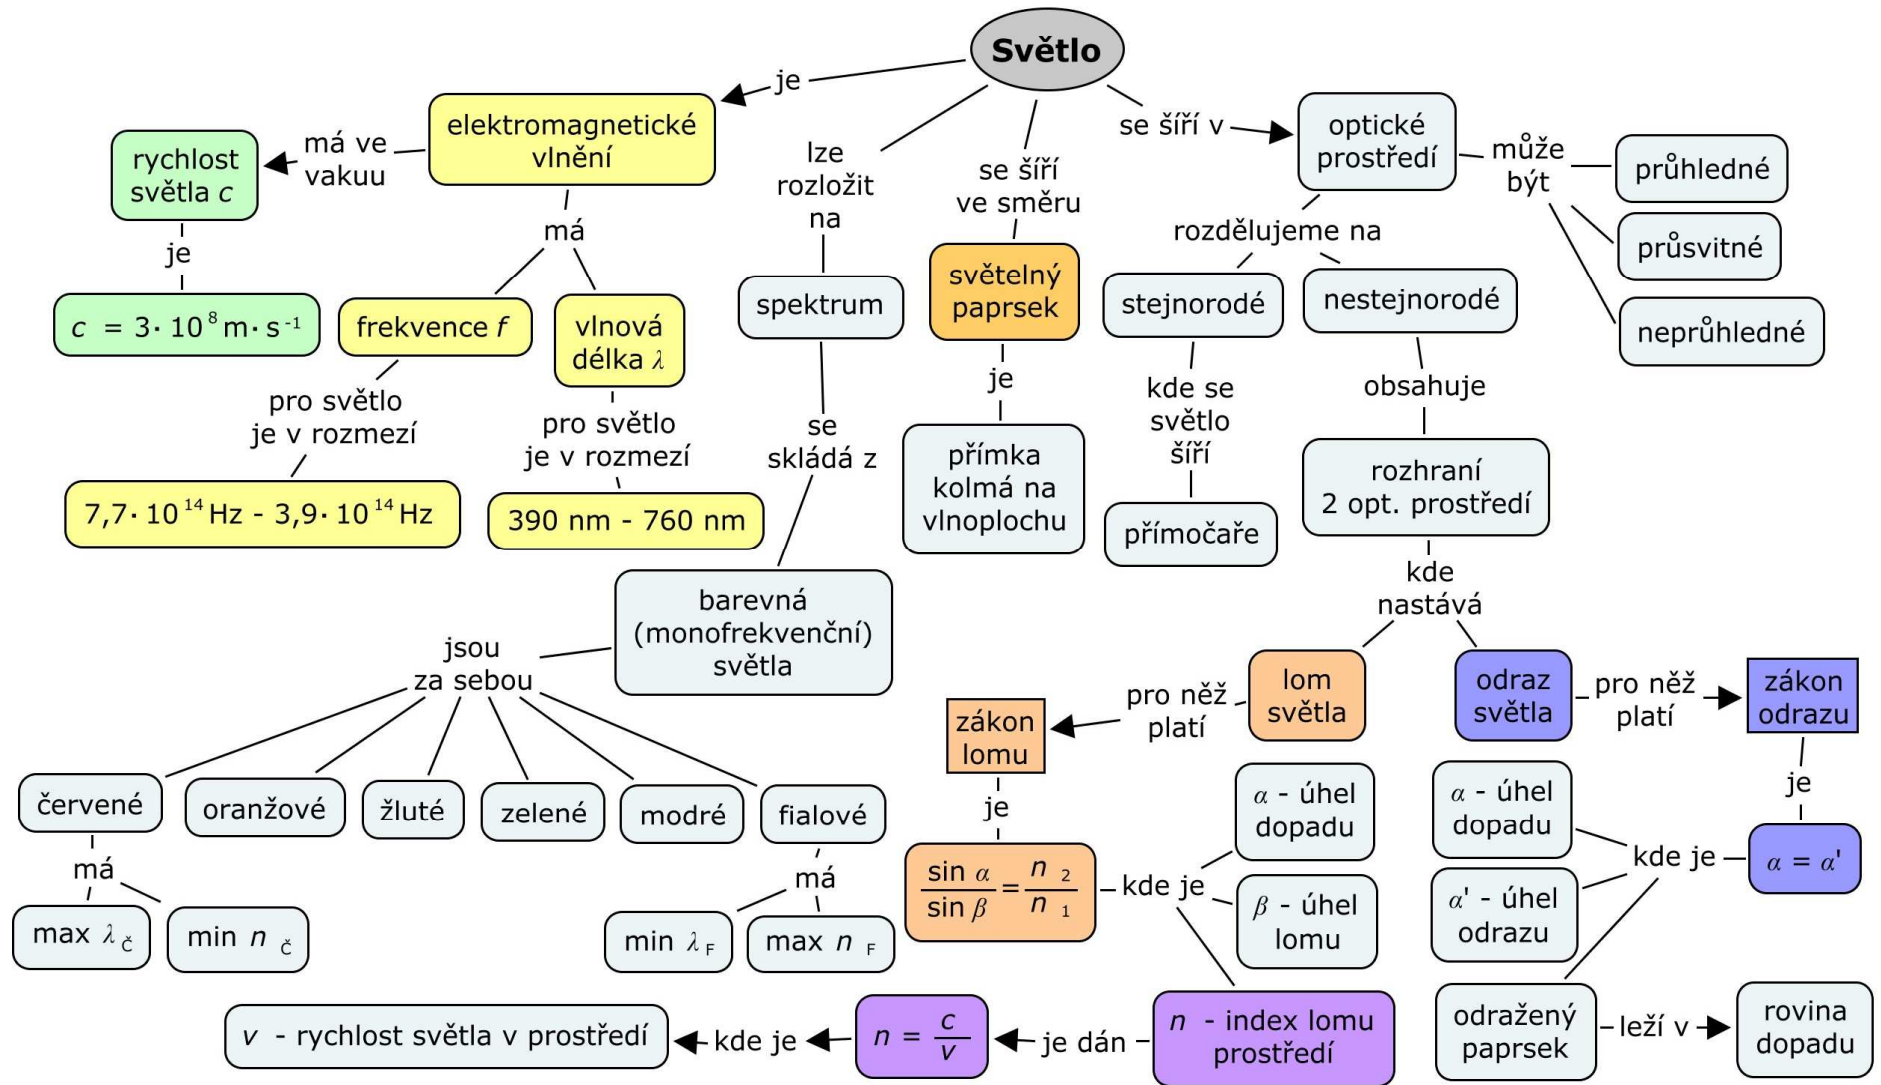 Světlo
je
elektromagnetické
vlnění
má ve
vakuu
rychlost
světla c
je
c = 3· 10⁸ m· s⁻¹
má
frekvence f
pro světlo
je v rozmezí
7,7· 10¹⁴ Hz - 3,9· 10¹⁴ Hz
vlnová
délka λ
pro světlo
je v rozmezí
390 nm - 760 nm
lze
rozložit
na
spektrum
se
skládá z
barevná
(monofrekvenční)
světla
jsou
za sebou
červené
oranžové
žluté
zelené
modré
fialové
má
max λ Č
min n Č
má
min λ F
max n F
se šíří
ve směru
světelný
paprsek
je
přímka
kolmá na
vlnoplochu
se šíří v
optické
prostředí
může
být
průhledné
průsvitné
neprůhledné
rozdělujeme na
stejnorodé
nestejnorodé
kde se
světlo
šíří
přímočaře
obsahuje
rozhraní
2 opt. prostředí
kde
nastává
lom
světla
pro něž
platí
zákon
lomu
je
sin α / sin β = n 2 / n 1
kde je
α - úhel
dopadu
β - úhel
lomu
n - index lomu
prostředí
je dán
n = c / v
kde je
v - rychlost světla v prostředí
odraz
světla
pro něž
platí
zákon
odrazu
je
α = α'
kde je
α - úhel
dopadu
α' - úhel
odrazu
odražený
paprsek
leží v
rovina
dopadu